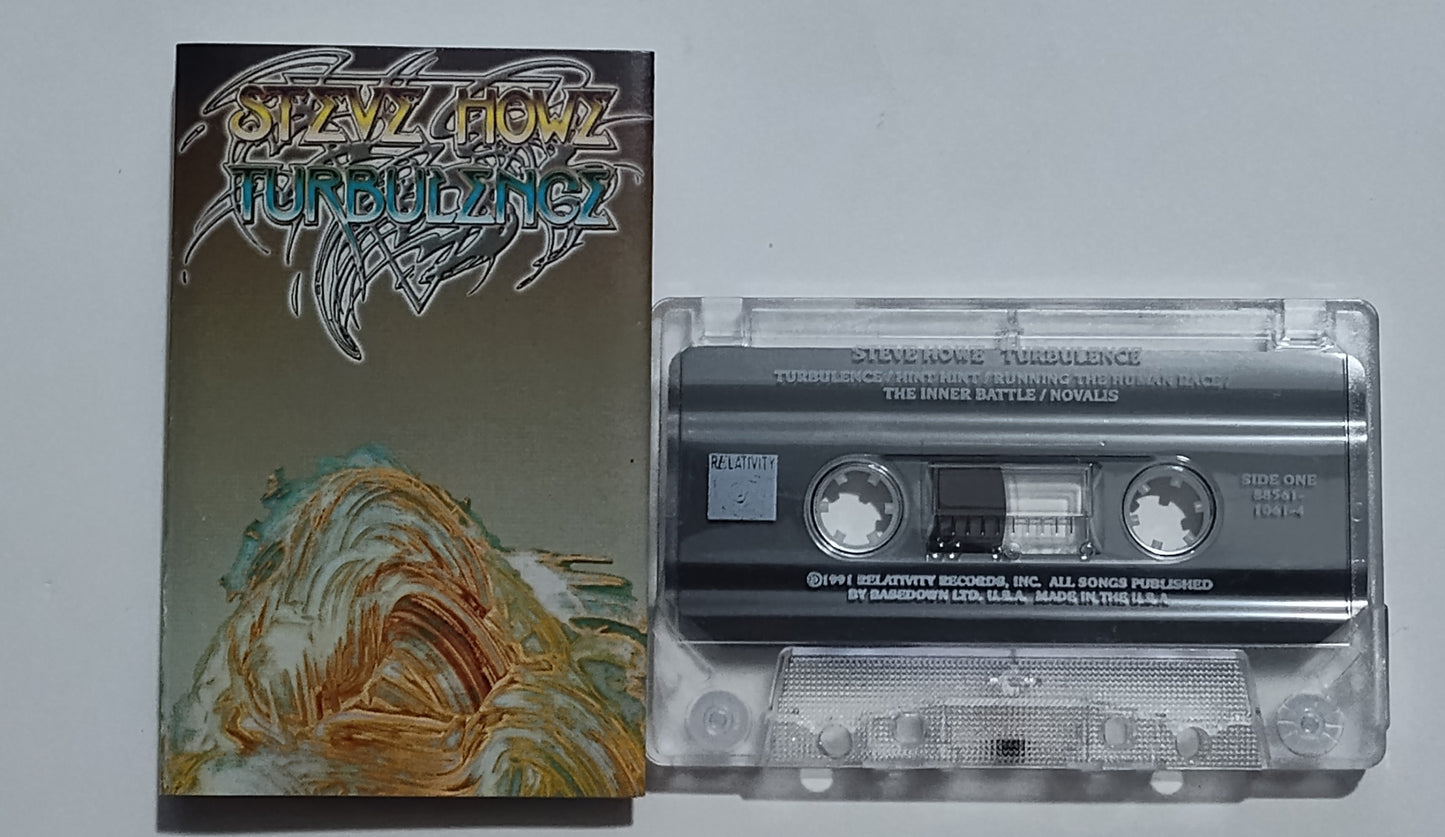 STEVE HOWE
TURBULENCE
STEVE HOWE TURBULENCE
TURBULENCE / HINT HINT / RUNNING THE HUMAN RACE /
THE INNER BATTLE / NOVALIS
RELATIVITY
SIDE ONE
88561-
1061-4
℗1991 RELATIVITY RECORDS, INC. ALL SONGS PUBLISHED
BY BASEDOWN LTD. U.S.A. MADE IN THE U.S.A.